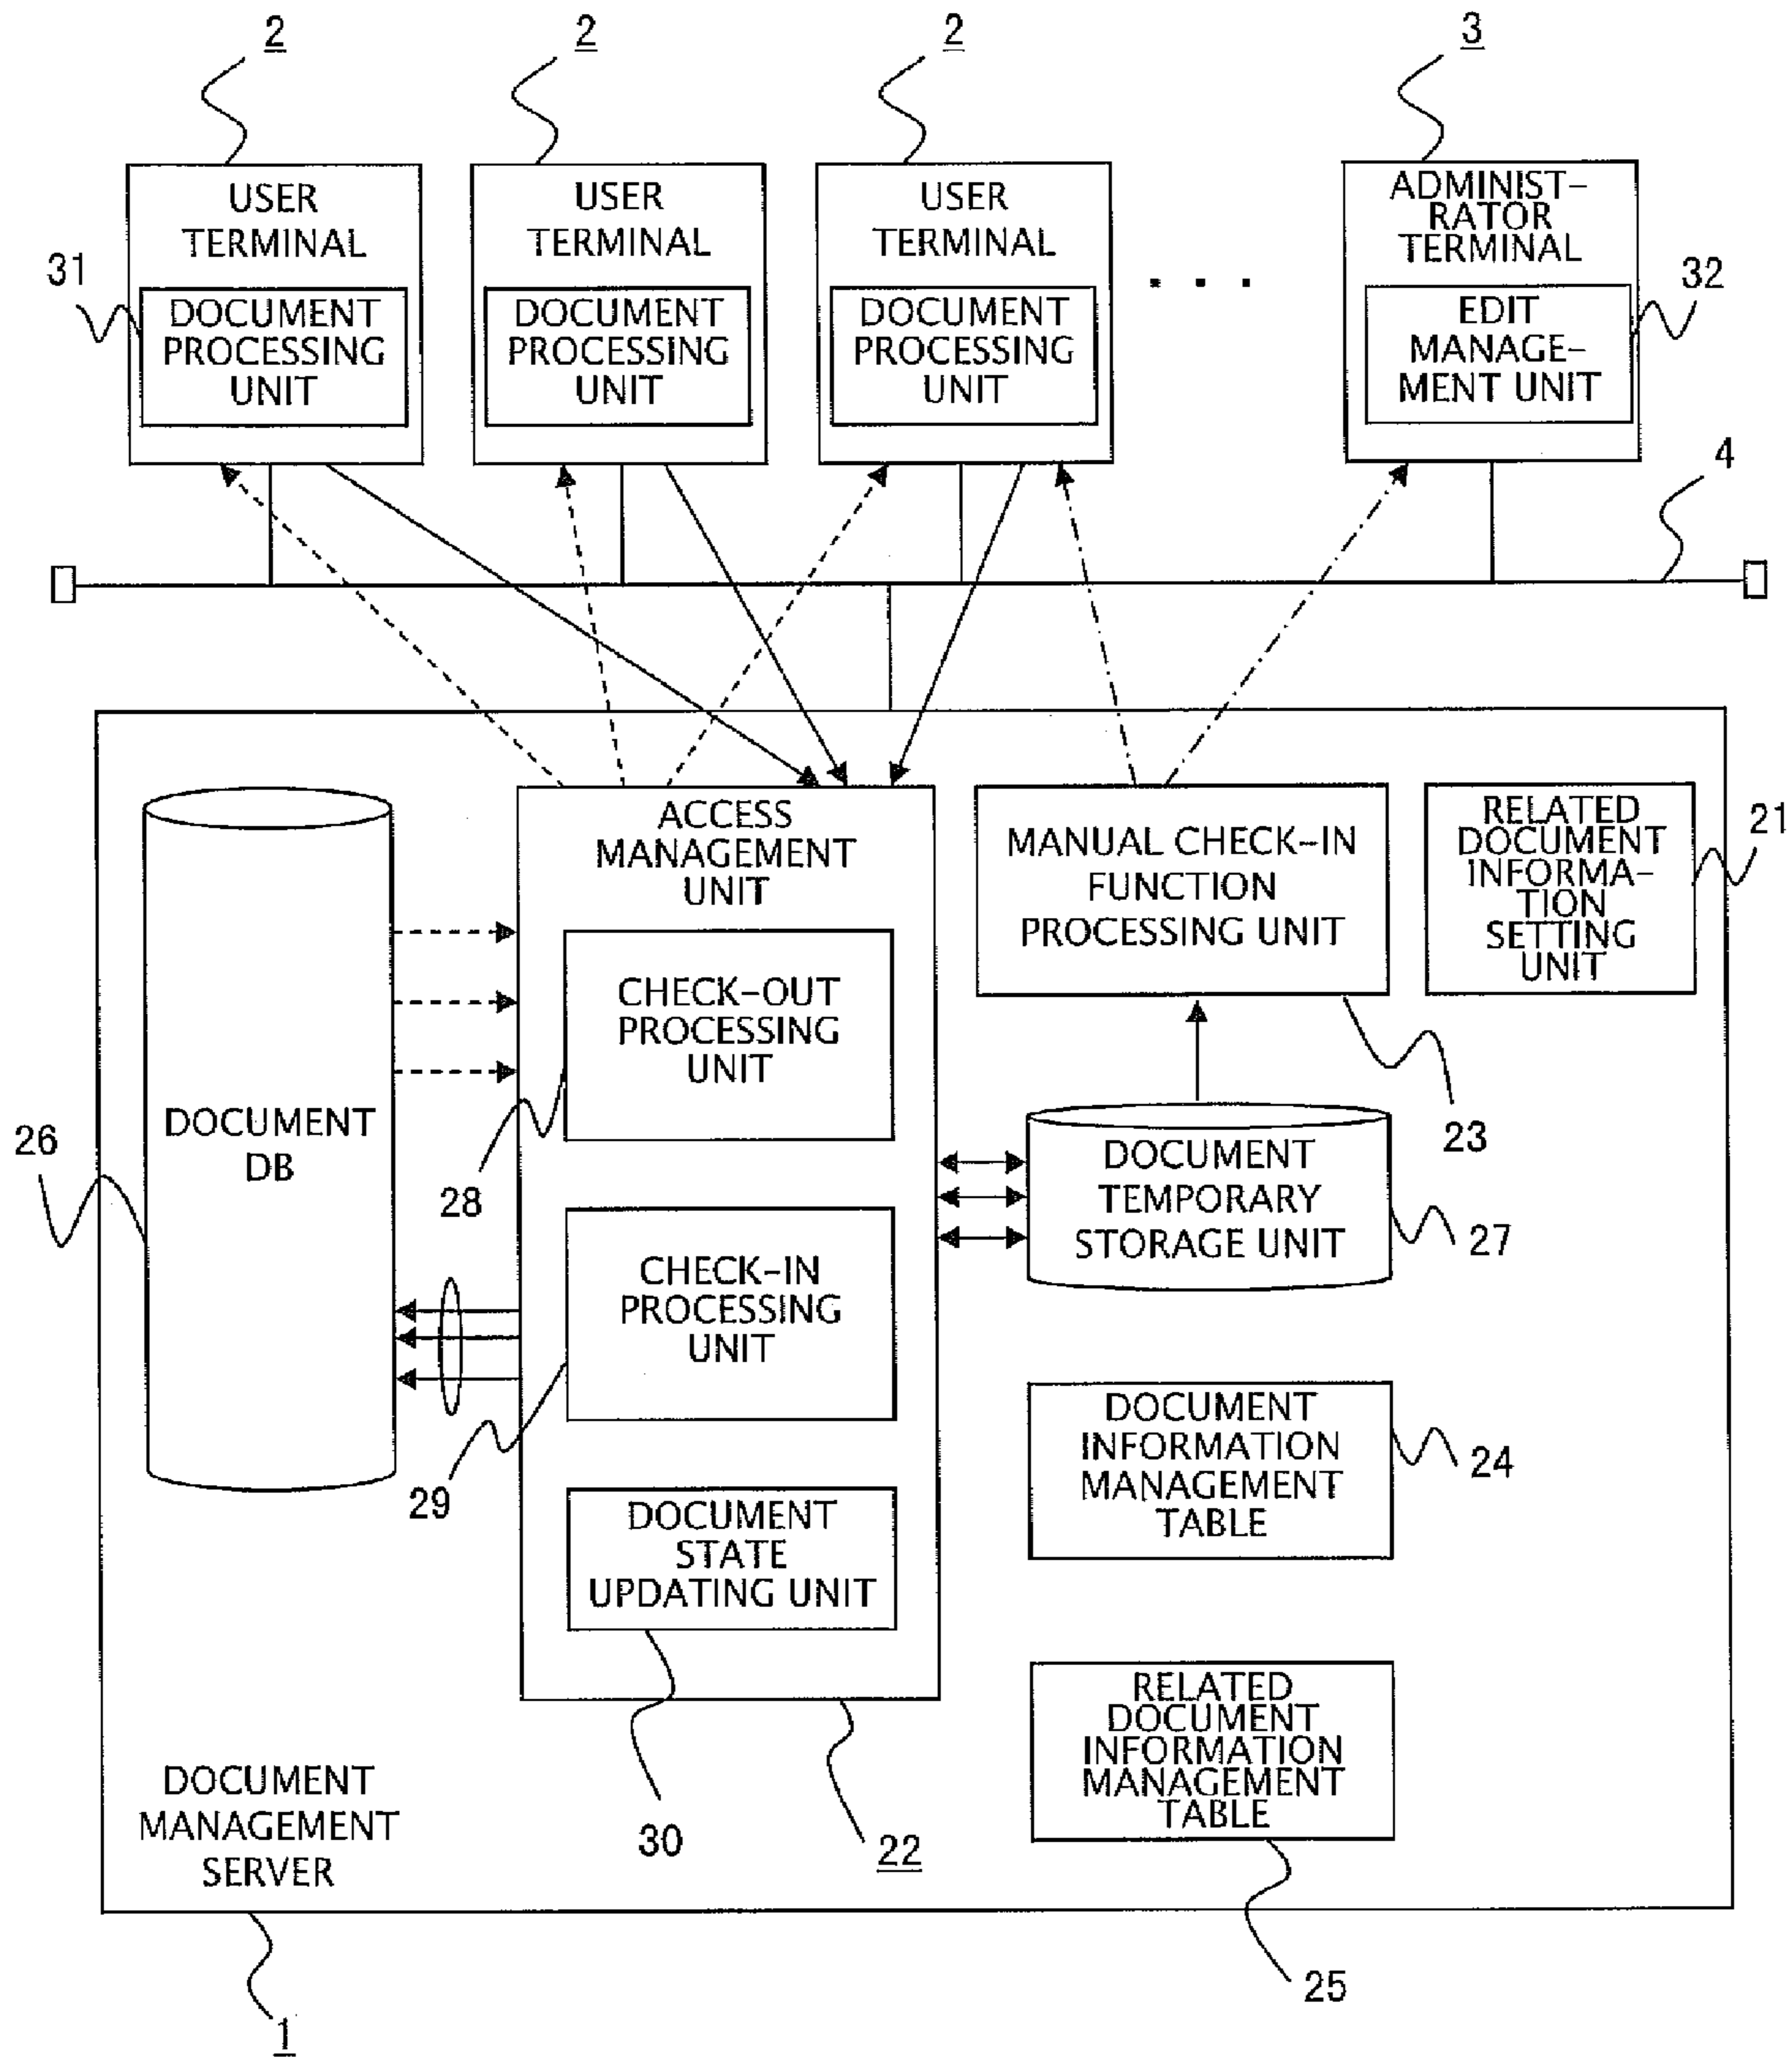 2
2
2
3
USER
TERMINAL
USER
TERMINAL
USER
TERMINAL
ADMINIST-
RATOR
TERMINAL
31
DOCUMENT
PROCESSING
UNIT
DOCUMENT
PROCESSING
UNIT
DOCUMENT
PROCESSING
UNIT
. . .
EDIT
MANAGE-
MENT UNIT
32
4
ACCESS
MANAGEMENT
UNIT
MANUAL CHECK-IN
FUNCTION
PROCESSING UNIT
RELATED
DOCUMENT
INFORMA-
TION
SETTING
UNIT
21
CHECK-OUT
PROCESSING
UNIT
DOCUMENT
DB
26
28
23
DOCUMENT
TEMPORARY
STORAGE UNIT
27
CHECK-IN
PROCESSING
UNIT
29
DOCUMENT
INFORMATION
MANAGEMENT
TABLE
24
DOCUMENT
STATE
UPDATING UNIT
RELATED
DOCUMENT
INFORMATION
MANAGEMENT
TABLE
DOCUMENT
MANAGEMENT
SERVER
30
22
25
1